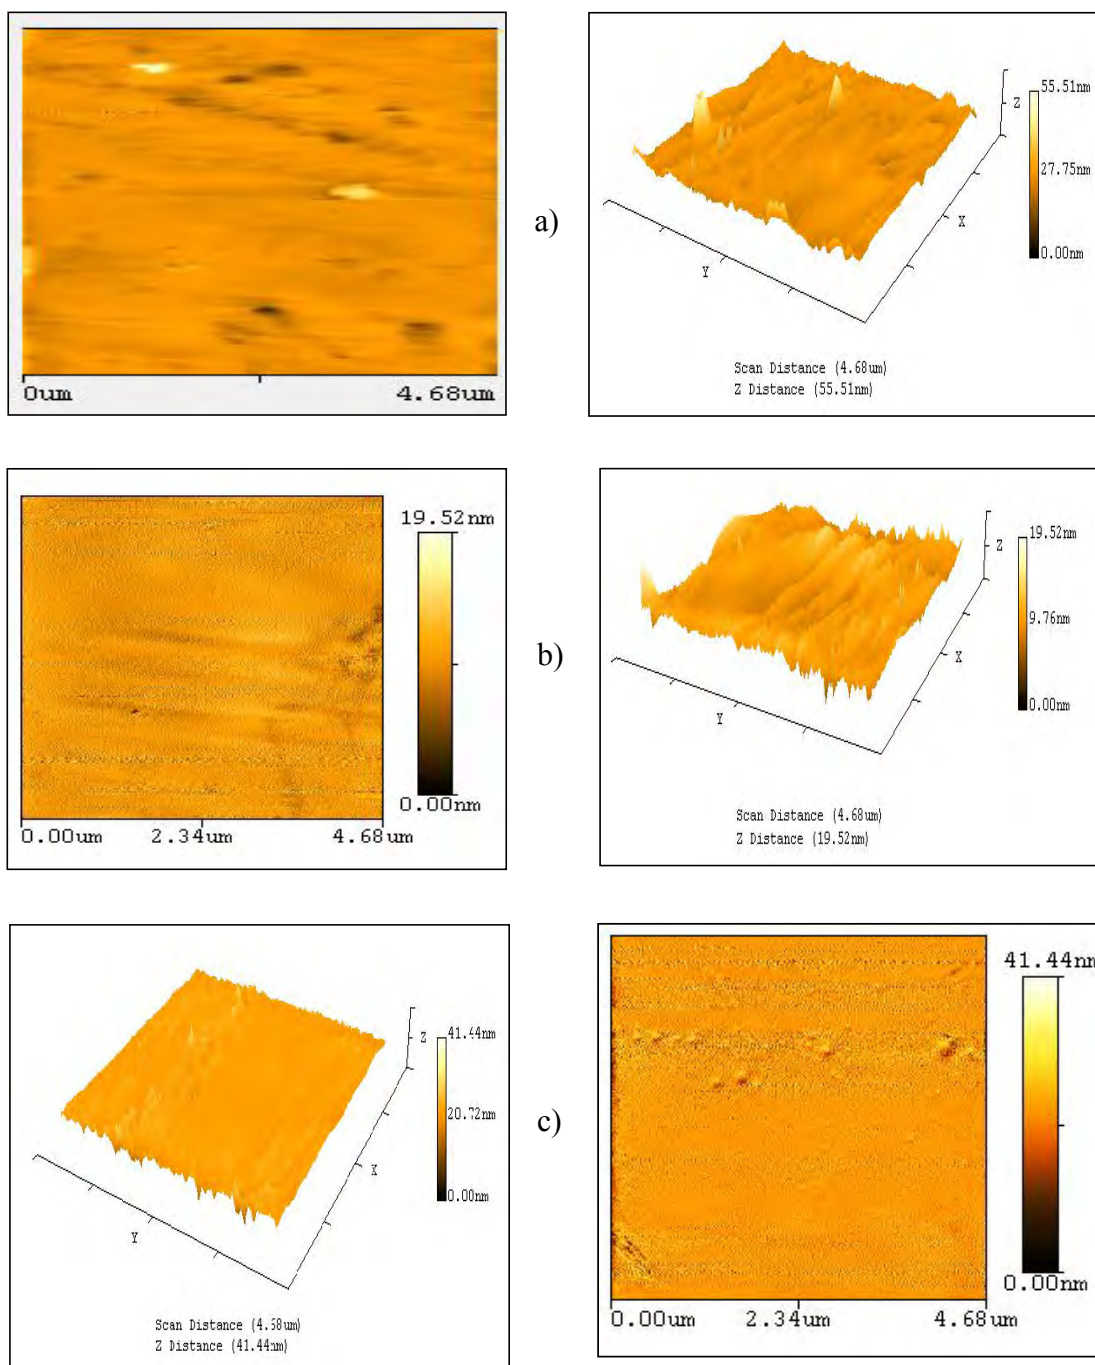 0um 4.68um
a)
55.51nm
27.75nm
0.00nm
Z
X
Y
Scan Distance (4.68um)
Z Distance (55.51nm)
19.52nm
0.00nm
0.00um 2.34um 4.68um
b)
19.52nm
9.76nm
0.00nm
Z
X
Y
Scan Distance (4.68um)
Z Distance (19.52nm)
41.44nm
20.72nm
0.00nm
Z
X
Y
Scan Distance (4.68um)
Z Distance (41.44nm)
c)
41.44nm
0.00nm
0.00um 2.34um 4.68um